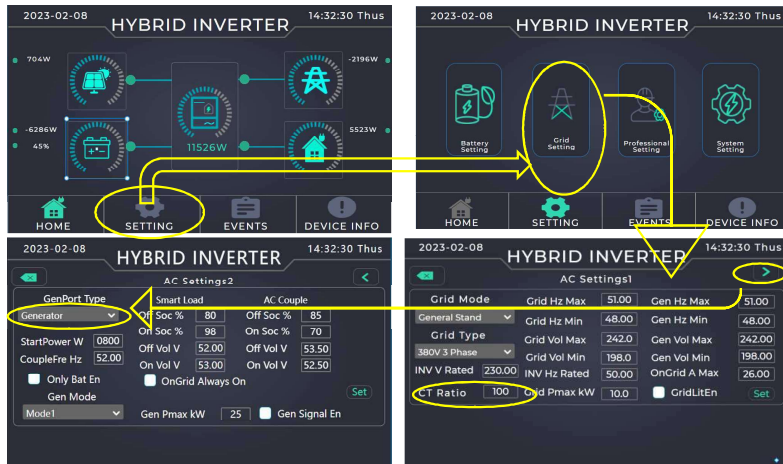 2023-02-08 HYBRID INVERTER 14:32:30 Thus
704W -2196W
-6286W 5523W
45%
11526W
HOME SETTING EVENTS DEVICE INFO
2023-02-08 HYBRID INVERTER 14:32:30 Thus
Battery Setting
Grid Setting
Professional Setting
System Setting
HOME SETTING EVENTS DEVICE INFO
2023-02-08 HYBRID INVERTER 14:32:30 Thus
AC Settings2 <
GenPort Type Smart Load AC Couple
Generator Off Soc % 80 Off Soc % 85
StartPower W 0800 On Soc % 98 On Soc % 70
CoupleFre Hz 52.00 Off Vol V 52.00 Off Vol V 53.50
On Vol V 53.00 On Vol V 52.50
Only Bat En OnGrid Always On
Gen Mode Set
Mode1 Gen Pmax kW 25 Gen Signal En
2023-02-08 HYBRID INVERTER 14:32:30 Thus
AC Settings1 >
Grid Mode Grid Hz Max 51.00 Gen Hz Max 51.00
General Stand Grid Hz Min 48.00 Gen Hz Min 48.00
Grid Type Grid Vol Max 242.0 Gen Vol Max 242.00
380V 3 Phase Grid Vol Min 198.0 Gen Vol Min 198.00
INV V Rated 230.00 INV Hz Rated 50.00 OnGrid A Max 26.00
CT Ratio 100 Grid Pmax kW 10.0 GridLitEn Set